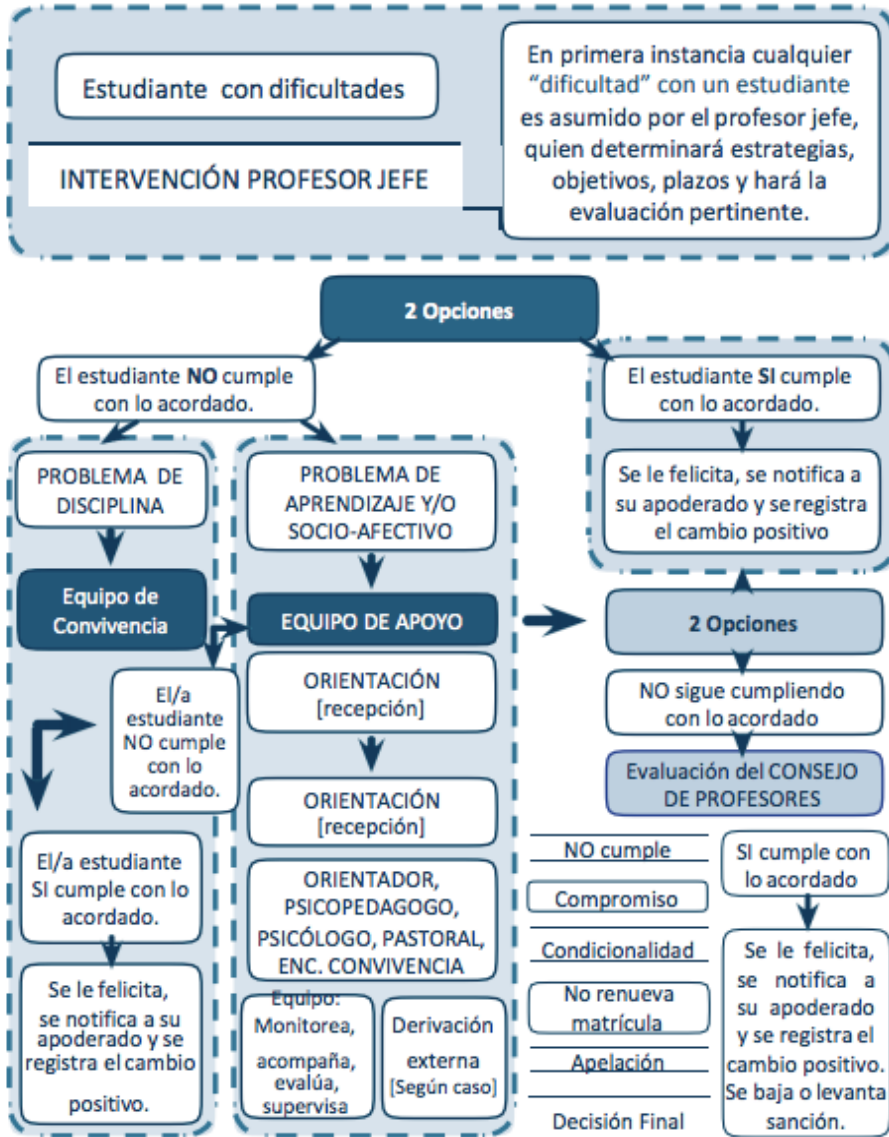 Estudiante con dificultades
INTERVENCIÓN PROFESOR JEFE
En primera instancia cualquier
“dificultad” con un estudiante
es asumido por el profesor jefe,
quien determinará estrategias,
objetivos, plazos y hará la
evaluación pertinente.
2 Opciones
El estudiante NO cumple
con lo acordado.
El estudiante SI cumple
con lo acordado.
Se le felicita, se notifica a
su apoderado y se registra
el cambio positivo
PROBLEMA DE
DISCIPLINA
Equipo de
Convivencia
PROBLEMA DE
APRENDIZAJE Y/O
SOCIO-AFECTIVO
EQUIPO DE APOYO
2 Opciones
El/a
estudiante
NO cumple
con lo
acordado.
ORIENTACIÓN
[recepción]
ORIENTACIÓN
[recepción]
ORIENTADOR,
PSICOPEDAGOGO,
PSICÓLOGO, PASTORAL,
ENC. CONVIVENCIA
Equipo:
Monitorea,
acompaña,
evalúa,
supervisa
Derivación
externa
[Según caso]
El/a estudiante
SI cumple con lo
acordado.
Se le felicita,
se notifica a su
apoderado y se
registra el cambio
positivo.
NO sigue cumpliendo
con lo acordado
Evaluación del CONSEJO
DE PROFESORES
NO cumple
Compromiso
Condicionalidad
No renueva
matrícula
Apelación
Decisión Final
SI cumple con
lo acordado
Se le felicita,
se notifica a
su apoderado
y se registra el
cambio positivo.
Se baja o levanta
sanción.